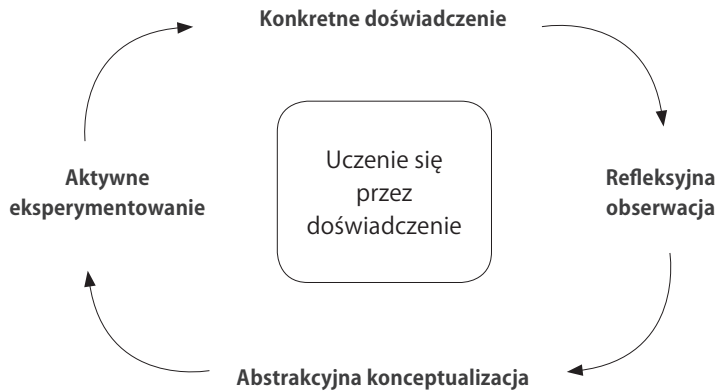 Konkretne doświadczenie
Uczenie się
przez
doświadczenie
Aktywne
eksperymentowanie
Refleksyjna
obserwacja
Abstrakcyjna konceptualizacja